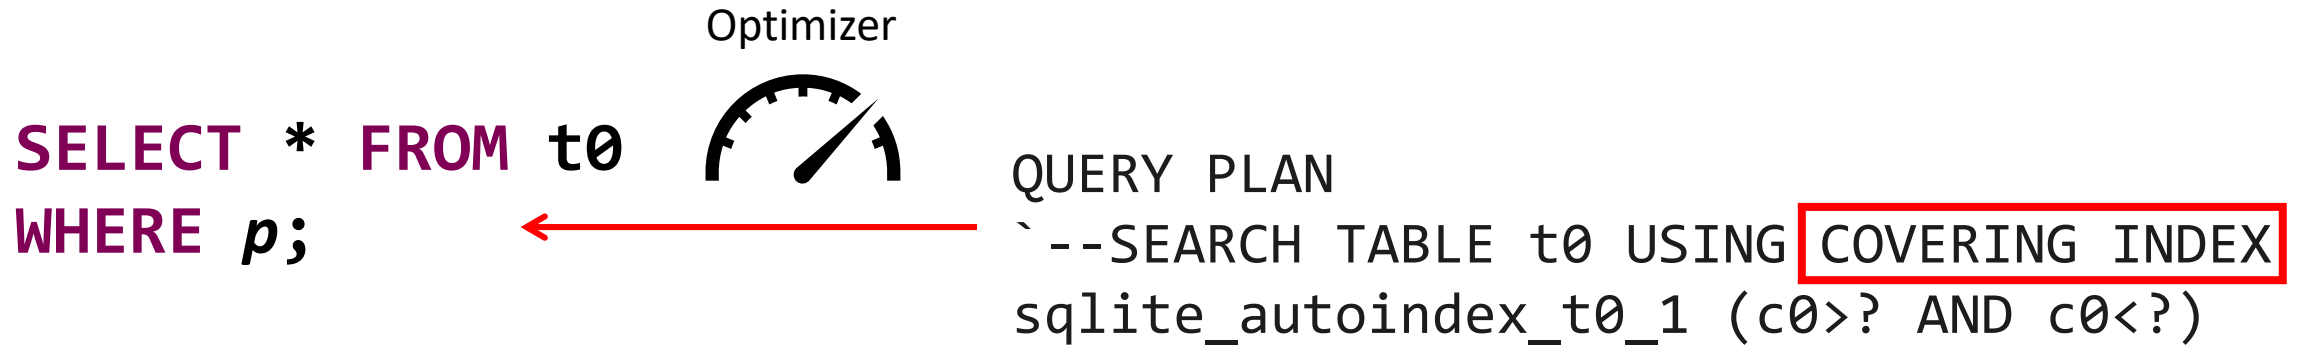 Optimizer
SELECT * FROM t0
WHERE p;
QUERY PLAN
`--SEARCH TABLE t0 USING COVERING INDEX
sqlite_autoindex_t0_1 (c0>? AND c0<?)